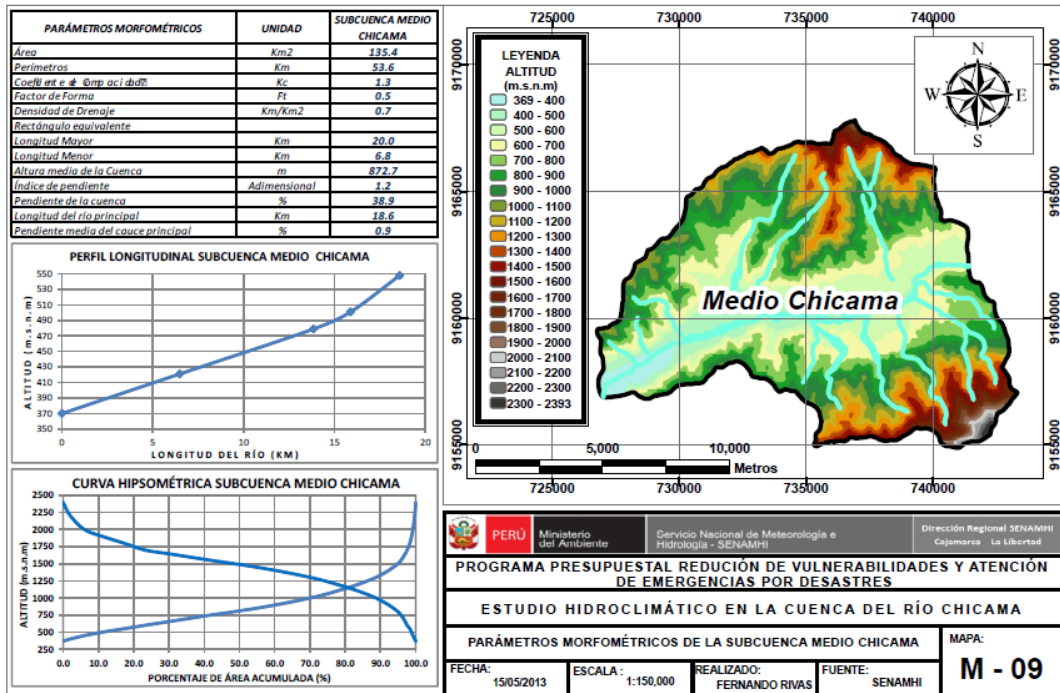 PARÁMETROS MORFOMÉTRICOS UNIDAD SUBCUENCA MEDIO CHICAMA
Área Km2 135.4
Perímetros Km 53.6
Kc 1.3
Factor de Forma Ft 0.5
Densidad de Drenaje Km/Km2 0.7
Rectángulo equivalente
Longitud Mayor Km 20.0
Longitud Menor Km 6.8
Altura media de la Cuenca m 872.7
Índice de pendiente Adimensional 1.2
Pendiente de la cuenca % 38.9
Longitud del río principal Km 18.6
Pendiente media del cauce principal % 0.9
PERFIL LONGITUDINAL SUBCUENCA MEDIO CHICAMA
550
530
510
490
470
450
430
410
390
370
350
ALTITUD (m.s.n.m)
0 5 10 15 20
LONGITUD DEL RÍO (KM)
CURVA HIPSOMÉTRICA SUBCUENCA MEDIO CHICAMA
2500
2250
2000
1750
1500
1250
1000
750
500
250
ALTITUD (m.s.n.m)
0.0 10.0 20.0 30.0 40.0 50.0 60.0 70.0 80.0 90.0 100.0
PORCENTAJE DE ÁREA ACUMULADA (%)
725000 730000 735000 740000
9170000
9165000
9160000
9155000
LEYENDA
ALTITUD
(m.s.n.m)
369 - 400
400 - 500
500 - 600
600 - 700
700 - 800
800 - 900
900 - 1000
1000 - 1100
1100 - 1200
1200 - 1300
1300 - 1400
1400 - 1500
1500 - 1600
1600 - 1700
1700 - 1800
1800 - 1900
1900 - 2000
2000 - 2100
2100 - 2200
2200 - 2300
2300 - 2393
N
W E
S
9170000
9165000
9160000
9155000
Medio Chicama
0 5,000 10,000
Metros
725000 730000 735000 740000
PERÚ
Ministerio
del Ambiente
Servicio Nacional de Meteorología e
Hidrología - SENAMHI
Dirección Regional SENAMHI
Cajamarca La Libertad
PROGRAMA PRESUPUESTAL REDUCIÓN DE VULNERABILIDADES Y ATENCIÓN
DE EMERGENCIAS POR DESASTRES
ESTUDIO HIDROCLIMÁTICO EN LA CUENCA DEL RÍO CHICAMA
PARÁMETROS MORFOMÉTRICOS DE LA SUBCUENCA MEDIO CHICAMA
MAPA:
M - 09
FECHA:
15/05/2013
ESCALA :
1:150,000
REALIZADO:
FERNANDO RIVAS
FUENTE:
SENAMHI